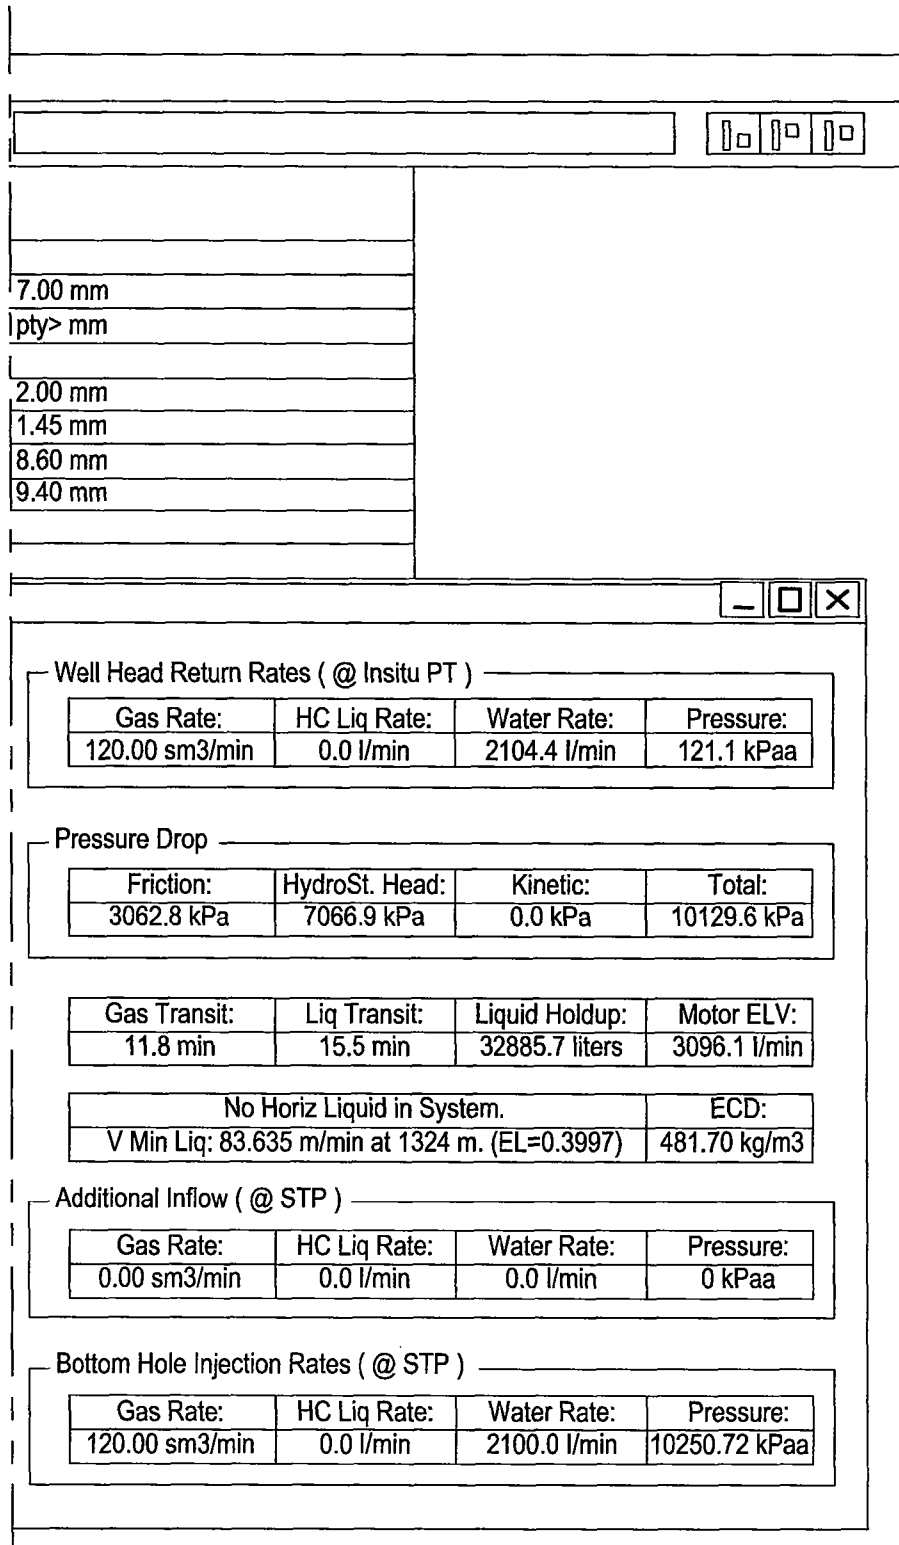 7.00 mm
pty> mm
2.00 mm
1.45 mm
8.60 mm
9.40 mm
Well Head Return Rates ( @ Insitu PT )
Gas Rate: HC Liq Rate: Water Rate: Pressure:
120.00 sm3/min 0.0 l/min 2104.4 l/min 121.1 kPaa
Pressure Drop
Friction: HydroSt. Head: Kinetic: Total:
3062.8 kPa 7066.9 kPa 0.0 kPa 10129.6 kPa
Gas Transit: Liq Transit: Liquid Holdup: Motor ELV:
11.8 min 15.5 min 32885.7 liters 3096.1 l/min
No Horiz Liquid in System. ECD:
V Min Liq: 83.635 m/min at 1324 m. (EL=0.3997) 481.70 kg/m3
Additional Inflow ( @ STP )
Gas Rate: HC Liq Rate: Water Rate: Pressure:
0.00 sm3/min 0.0 l/min 0.0 l/min 0 kPaa
Bottom Hole Injection Rates ( @ STP )
Gas Rate: HC Liq Rate: Water Rate: Pressure:
120.00 sm3/min 0.0 l/min 2100.0 l/min 10250.72 kPaa